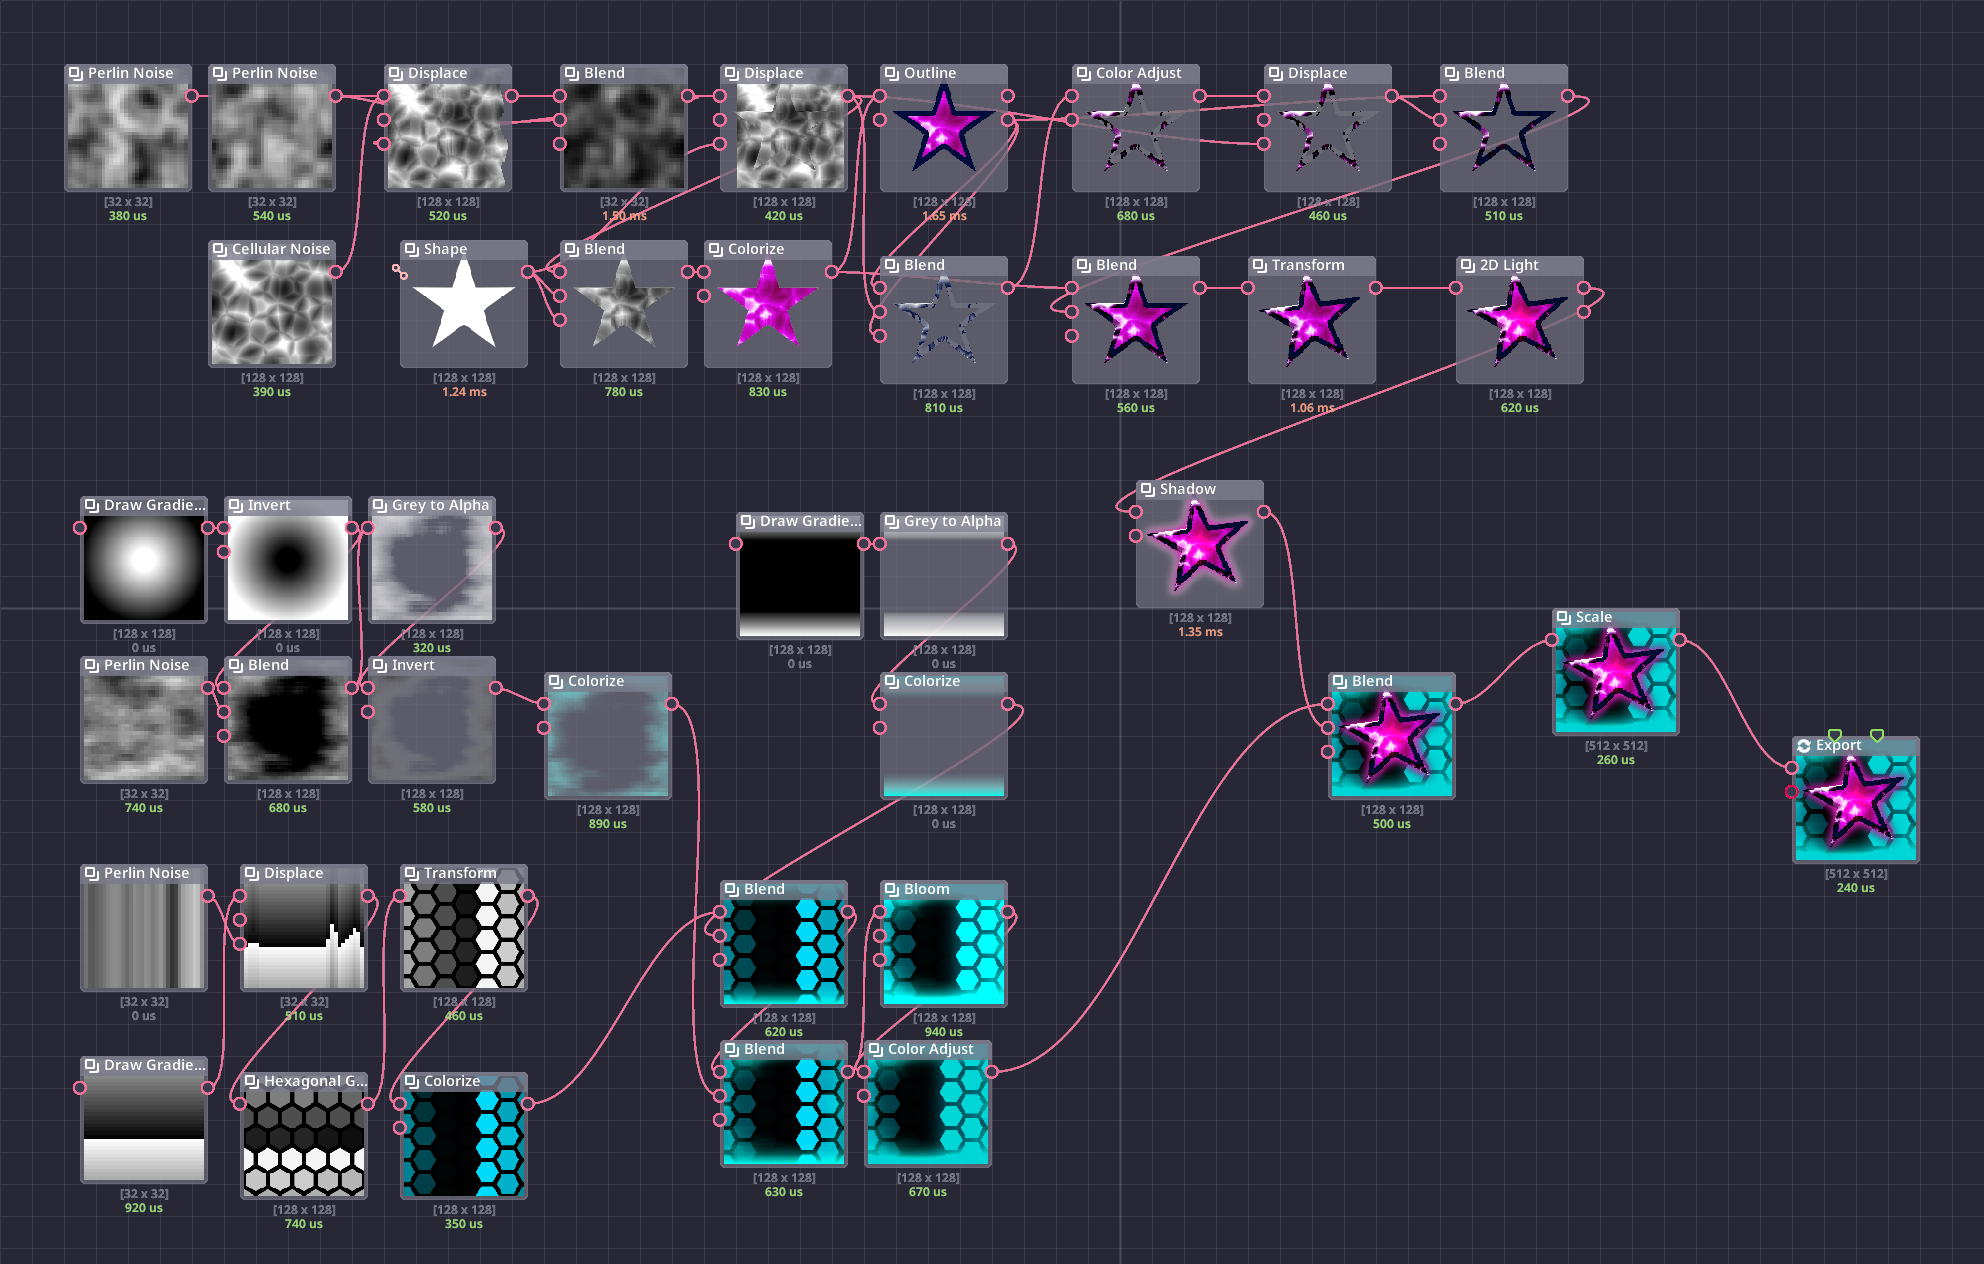 Perlin Noise
[32 x 32]
380 us
Perlin Noise
[32 x 32]
540 us
Displace
[128 x 128]
520 us
Blend
[32 x 32]
1.50 ms
Displace
[128 x 128]
420 us
Outline
[128 x 128]
1.65 ms
Color Adjust
[128 x 128]
680 us
Displace
[128 x 128]
460 us
Blend
[128 x 128]
510 us
Cellular Noise
[128 x 128]
390 us
Shape
[128 x 128]
1.24 ms
Blend
[128 x 128]
780 us
Colorize
[128 x 128]
830 us
Blend
[128 x 128]
810 us
Blend
[128 x 128]
560 us
Transform
[128 x 128]
1.06 ms
2D Light
[128 x 128]
620 us
Draw Gradie...
[128 x 128]
0 us
Invert
[128 x 128]
0 us
Grey to Alpha
[128 x 128]
320 us
Draw Gradie...
[128 x 128]
0 us
Grey to Alpha
[128 x 128]
0 us
Shadow
[128 x 128]
1.35 ms
Perlin Noise
[32 x 32]
740 us
Blend
[128 x 128]
680 us
Invert
[128 x 128]
580 us
Colorize
[128 x 128]
890 us
Colorize
[128 x 128]
0 us
Blend
[128 x 128]
500 us
Scale
[512 x 512]
260 us
Export
[512 x 512]
240 us
Perlin Noise
[32 x 32]
0 us
Displace
[32 x 32]
510 us
Transform
[128 x 128]
460 us
Blend
[128 x 128]
620 us
Bloom
[128 x 128]
940 us
Draw Gradie...
[32 x 32]
920 us
Hexagonal G...
[128 x 128]
740 us
Colorize
[128 x 128]
350 us
Blend
[128 x 128]
630 us
Color Adjust
[128 x 128]
670 us